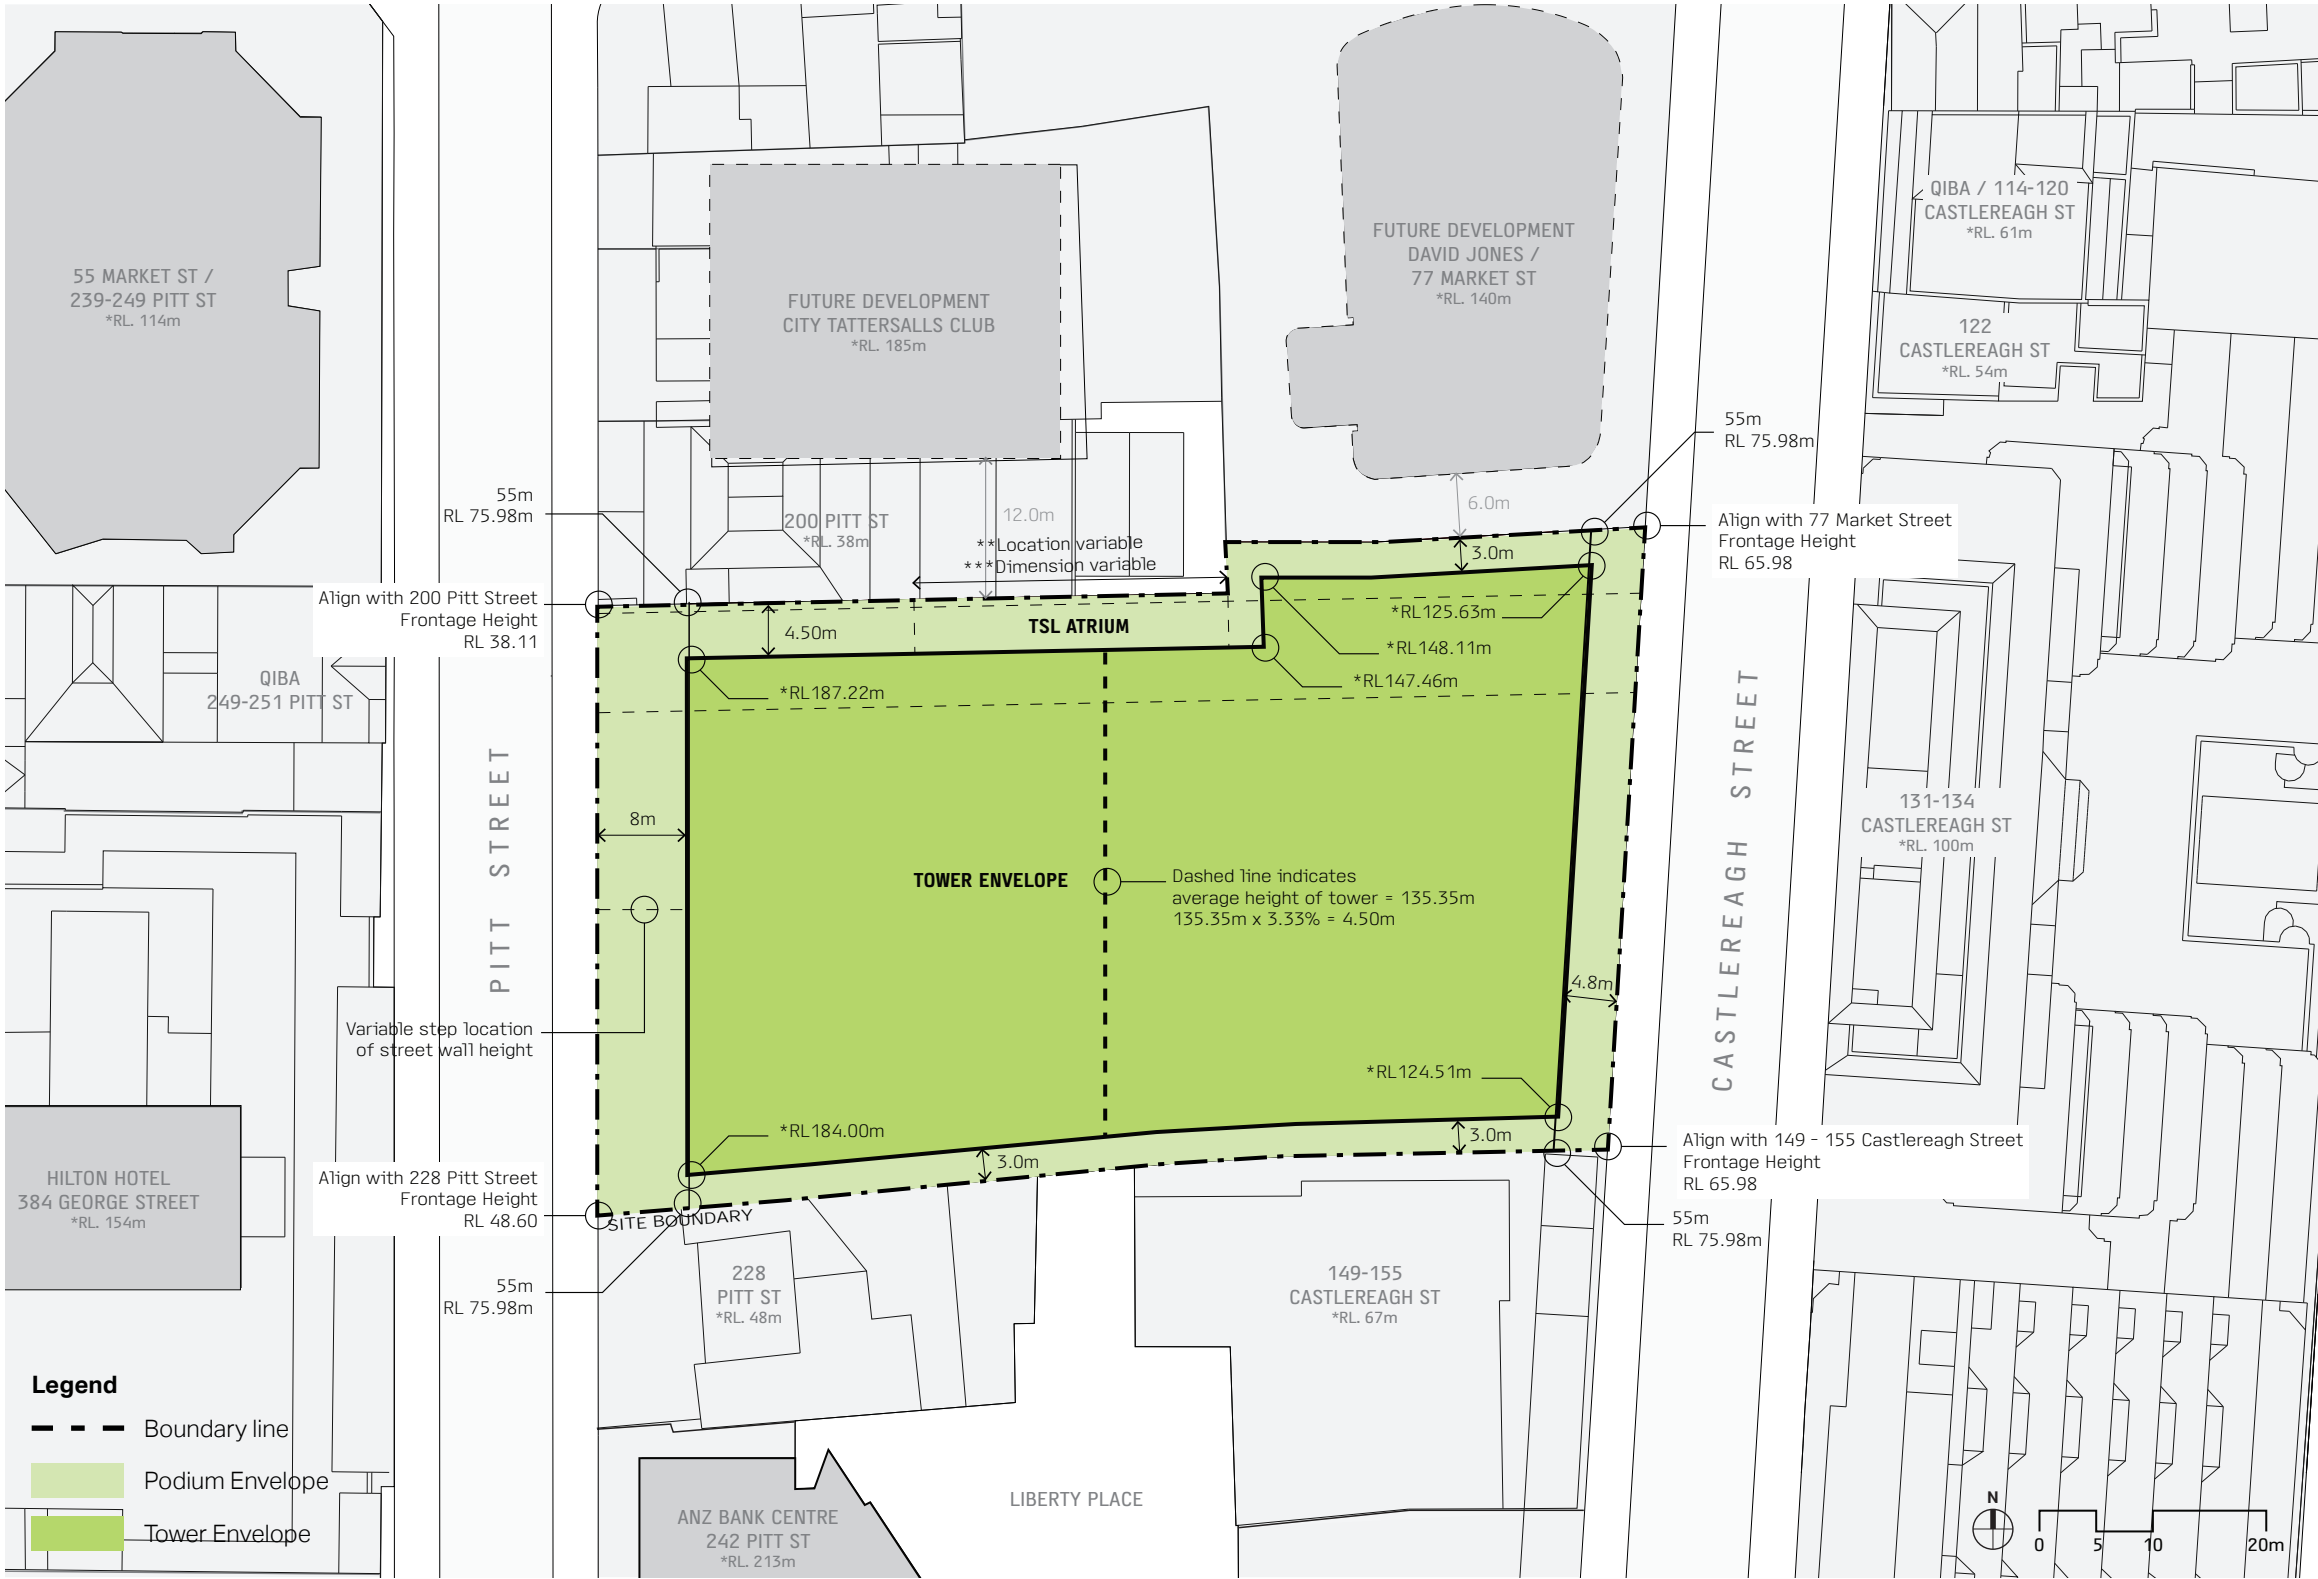 55 MARKET ST /
239-249 PITT ST
*RL. 114m
FUTURE DEVELOPMENT
CITY TATTERSALLS CLUB
*RL. 185m
FUTURE DEVELOPMENT
DAVID JONES /
77 MARKET ST
*RL. 140m
QIBA / 114-120
CASTLEREAGH ST
*RL. 61m
122
CASTLEREAGH ST
*RL. 54m
55m
RL 75.98m
55m
RL 75.98m
200 PITT ST
*RL. 38m
12.0m
6.0m
**Location variable
***Dimension variable
3.0m
Align with 77 Market Street
Frontage Height
RL 65.98
Align with 200 Pitt Street
Frontage Height
RL 38.11
4.50m
TSL ATRIUM
*RL125.63m
*RL148.11m
*RL147.46m
*RL187.22m
QIBA
249-251 PITT ST
PITT STREET
CASTLEREAGH STREET
8m
131-134
CASTLEREAGH ST
*RL. 100m
TOWER ENVELOPE
Dashed line indicates
average height of tower = 135.35m
135.35m x 3.33% = 4.50m
4.8m
Variable step location
of street wall height
*RL124.51m
*RL184.00m
3.0m
3.0m
Align with 149 - 155 Castlereagh Street
Frontage Height
RL 65.98
HILTON HOTEL
384 GEORGE STREET
*RL. 154m
Align with 228 Pitt Street
Frontage Height
RL 48.60
SITE BOUNDARY
55m
RL 75.98m
55m
RL 75.98m
228
PITT ST
*RL. 48m
149-155
CASTLEREAGH ST
*RL. 67m
Legend
Boundary line
Podium Envelope
Tower Envelope
ANZ BANK CENTRE
242 PITT ST
*RL. 213m
LIBERTY PLACE
N
0 5 10 20m